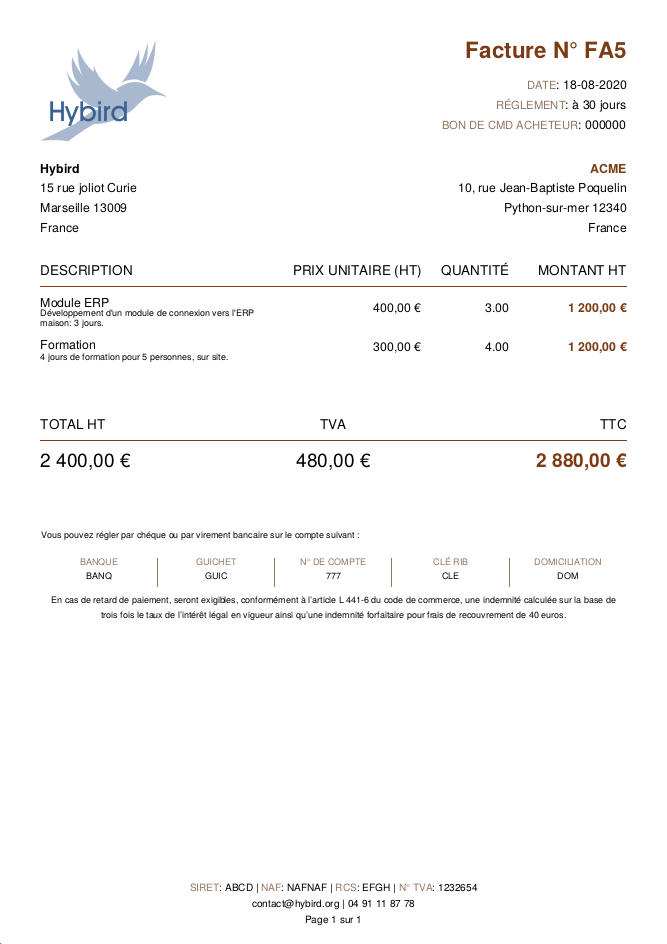 Hybird
Facture N° FA5
DATE: 18-08-2020
RÉGLEMENT: à 30 jours
BON DE CMD ACHETEUR: 000000
Hybird
15 rue joliot Curie
Marseille 13009
France
ACME
10, rue Jean-Baptiste Poquelin
Python-sur-mer 12340
France
DESCRIPTION PRIX UNITAIRE (HT) QUANTITÉ MONTANT HT
Module ERP 400,00 € 3.00 1 200,00 €
Développement d'un module de connexion vers l'ERP
maison: 3 jours.
Formation 300,00 € 4.00 1 200,00 €
4 jours de formation pour 5 personnes, sur site.
TOTAL HT TVA TTC
2 400,00 € 480,00 € 2 880,00 €
Vous pouvez régler par chéque ou par virement bancaire sur le compte suivant :
BANQUE GUICHET N° DE COMPTE CLÉ RIB DOMICILIATION
BANQ GUIC 777 CLE DOM
En cas de retard de paiement, seront exigibles, conformément à l'article L 441-6 du code de commerce, une indemnité calculée sur la base de
trois fois le taux de l'intérêt légal en vigueur ainsi qu'une indemnité forfaitaire pour frais de recouvrement de 40 euros.
SIRET: ABCD | NAF: NAFNAF | RCS: EFGH | N° TVA: 1232654
contact@hybird.org | 04 91 11 87 78
Page 1 sur 1